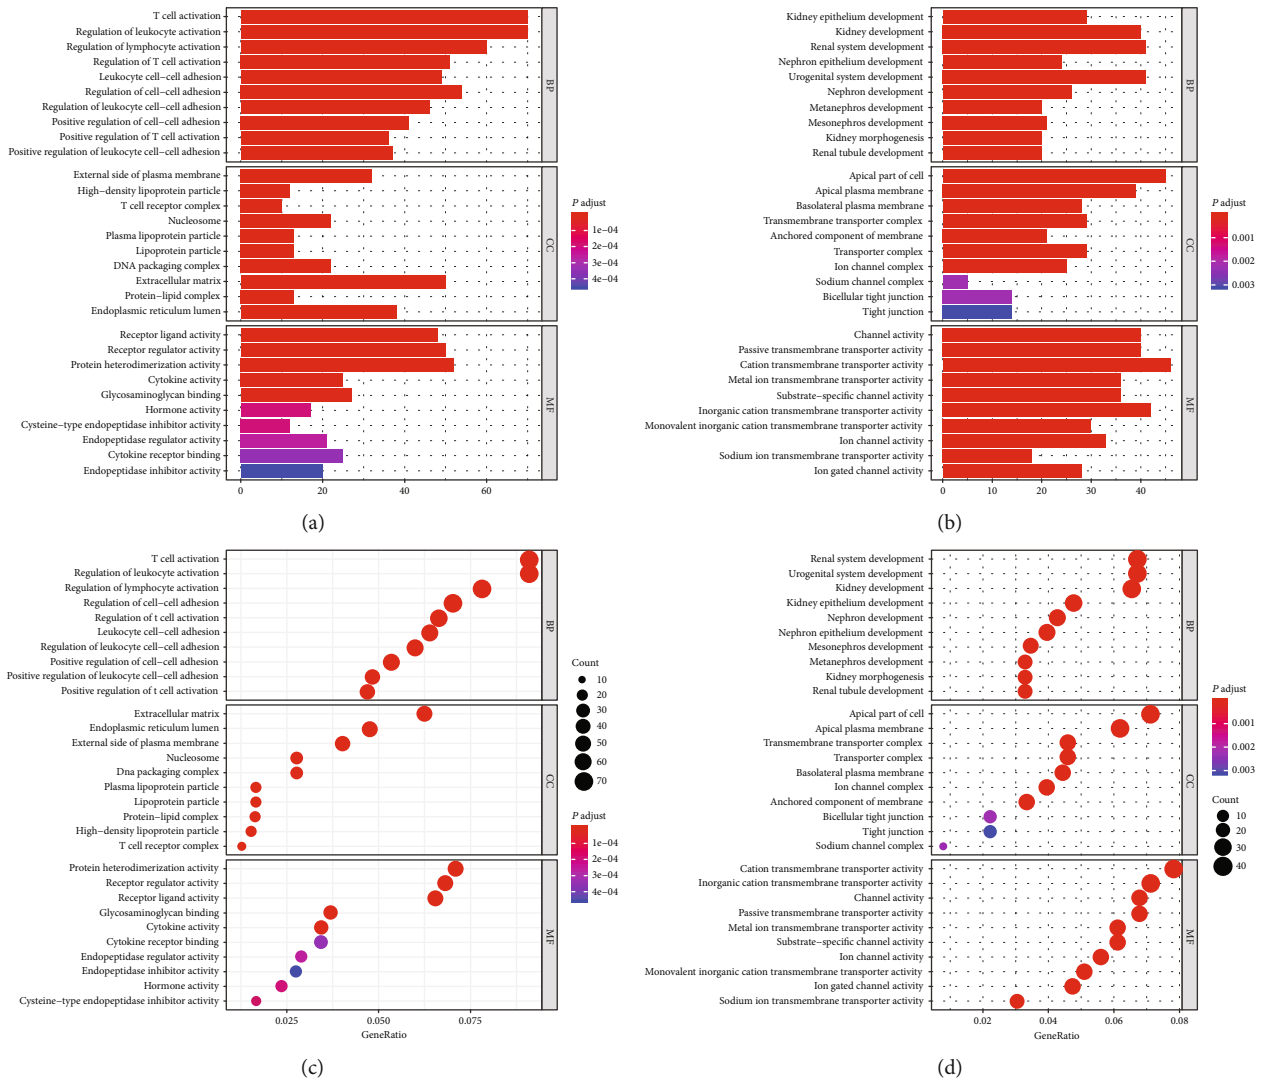 T cell activation
Regulation of leukocyte activation
Regulation of lymphocyte activation
Regulation of T cell activation
Leukocyte cell−cell adhesion
Regulation of cell−cell adhesion
Regulation of leukocyte cell−cell adhesion
Positive regulation of cell−cell adhesion
Positive regulation of T cell activation
Positive regulation of leukocyte cell−cell adhesion
BP
External side of plasma membrane
High−density lipoprotein particle
T cell receptor complex
Nucleosome
Plasma lipoprotein particle
Lipoprotein particle
DNA packaging complex
Extracellular matrix
Protein−lipid complex
Endoplasmic reticulum lumen
CC
Receptor ligand activity
Receptor regulator activity
Protein heterodimerization activity
Cytokine activity
Glycosaminoglycan binding
Hormone activity
Cysteine−type endopeptidase inhibitor activity
Endopeptidase regulator activity
Cytokine receptor binding
Endopeptidase inhibitor activity
MF
0 20 40 60
P adjust
1e−04
2e−04
3e−04
4e−04
(a)
Kidney epithelium development
Kidney development
Renal system development
Nephron epithelium development
Urogenital system development
Nephron development
Metanephros development
Mesonephros development
Kidney morphogenesis
Renal tubule development
BP
Apical part of cell
Apical plasma membrane
Basolateral plasma membrane
Transmembrane transporter complex
Anchored component of membrane
Transporter complex
Ion channel complex
Sodium channel complex
Bicellular tight junction
Tight junction
CC
Channel activity
Passive transmembrane transporter activity
Cation transmembrane transporter activity
Metal ion transmembrane transporter activity
Substrate−specific channel activity
Inorganic cation transmembrane transporter activity
Monovalent inorganic cation transmembrane transporter activity
Ion channel activity
Sodium ion transmembrane transporter activity
Ion gated channel activity
MF
0 10 20 30 40
P adjust
0.001
0.002
0.003
(b)
T cell activation
Regulation of leukocyte activation
Regulation of lymphocyte activation
Regulation of cell−cell adhesion
Regulation of t cell activation
Leukocyte cell−cell adhesion
Regulation of leukocyte cell−cell adhesion
Positive regulation of cell−cell adhesion
Positive regulation of leukocyte cell−cell adhesion
Positive regulation of t cell activation
BP
Extracellular matrix
Endoplasmic reticulum lumen
External side of plasma membrane
Nucleosome
Dna packaging complex
Plasma lipoprotein particle
Lipoprotein particle
Protein−lipid complex
High−density lipoprotein particle
T cell receptor complex
CC
Protein heterodimerization activity
Receptor regulator activity
Receptor ligand activity
Glycosaminoglycan binding
Cytokine activity
Cytokine receptor binding
Endopeptidase regulator activity
Endopeptidase inhibitor activity
Hormone activity
Cysteine−type endopeptidase inhibitor activity
MF
0.025 0.050 0.075
GeneRatio
Count
10
20
30
40
50
60
70
P adjust
1e−04
2e−04
3e−04
4e−04
(c)
Renal system development
Urogenital system development
Kidney development
Kidney epithelium development
Nephron development
Nephron epithelium development
Mesonephros development
Metanephros development
Kidney morphogenesis
Renal tubule development
BP
Apical part of cell
Apical plasma membrane
Transmembrane transporter complex
Transporter complex
Basolateral plasma membrane
Ion channel complex
Anchored component of membrane
Bicellular tight junction
Tight junction
Sodium channel complex
CC
Cation transmembrane transporter activity
Inorganic cation transmembrane transporter activity
Channel activity
Passive transmembrane transporter activity
Metal ion transmembrane transporter activity
Substrate−specific channel activity
Ion channel activity
Monovalent inorganic cation transmembrane transporter activity
Ion gated channel activity
Sodium ion transmembrane transporter activity
MF
0.02 0.04 0.06 0.08
GeneRatio
P adjust
0.001
0.002
0.003
Count
10
20
30
40
(d)